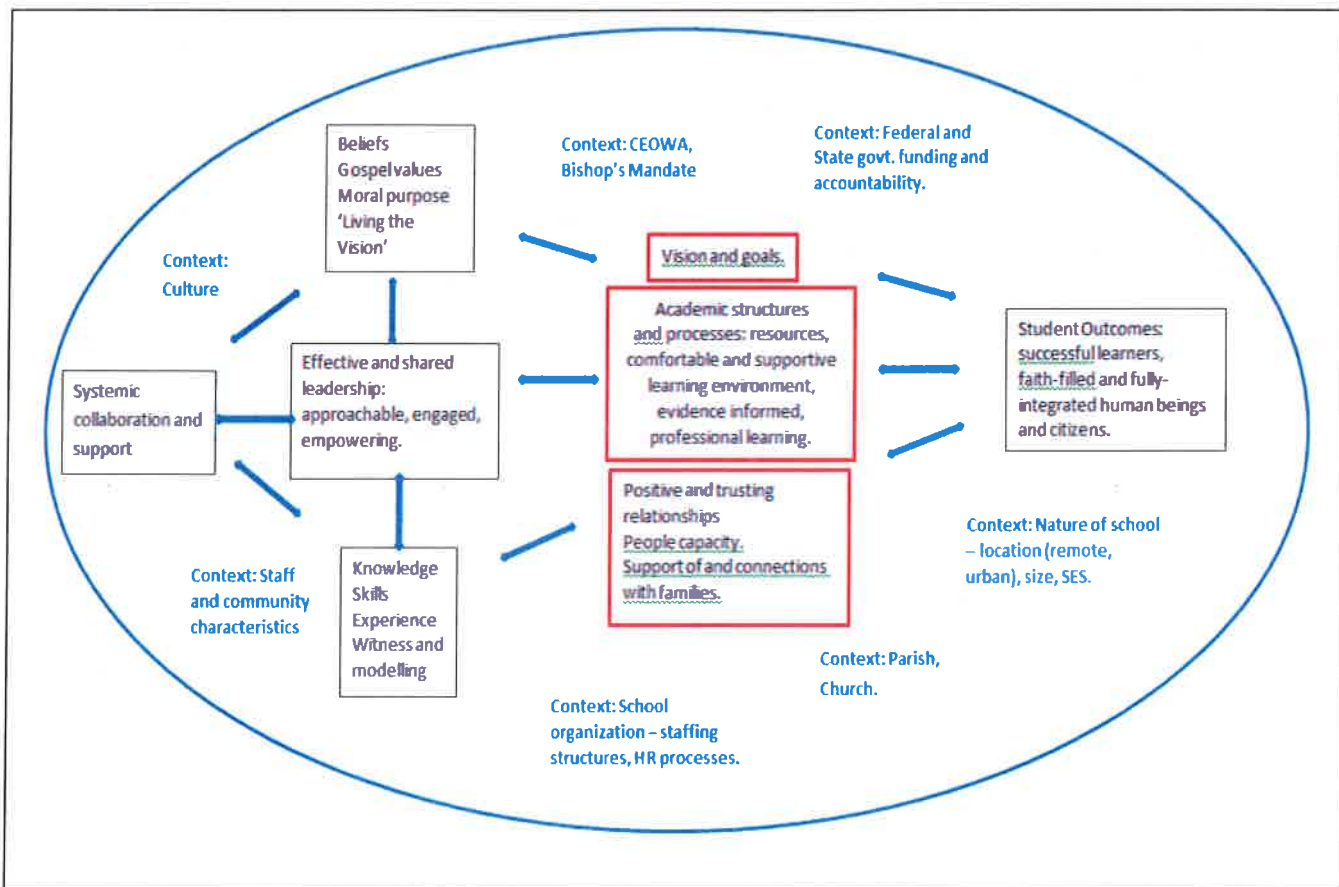 Beliefs
Gospel values
Moral purpose
'Living the
Vision'
Context: CEOWA,
Bishop's Mandate
Context: Federal and
State govt. funding and
accountability.
Context:
Culture
Vision and goals.
Systemic
collaboration and
support
Effective and shared
leadership:
approachable, engaged,
empowering.
Academic structures
and processes: resources,
comfortable and supportive
learning environment,
evidence informed,
professional learning.
Student Outcomes:
successful learners,
faith-filled and fully-
integrated human beings
and citizens.
Positive and trusting
relationships
People capacity.
Support of and connections
with families.
Context: Staff
and community
characteristics
Knowledge
Skills
Experience
Witness and
modelling
Context: Nature of school
– location (remote,
urban), size, SES.
Context: Parish,
Church.
Context: School
organization – staffing
structures, HR processes.